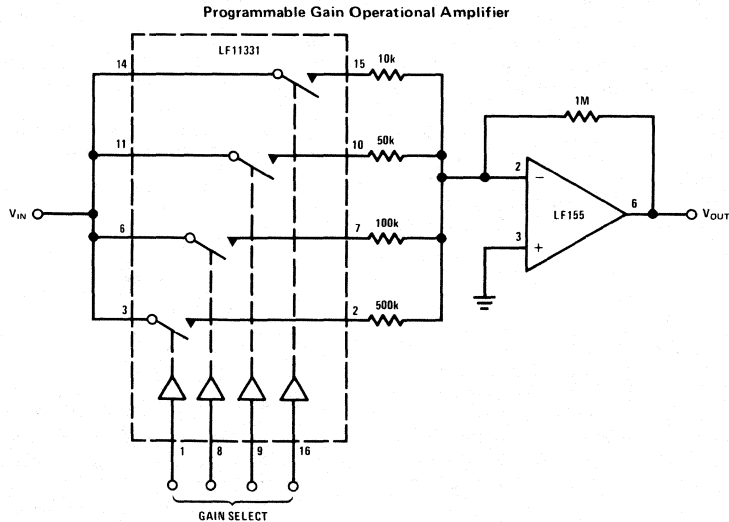 Programmable Gain Operational Amplifier
LF11331
14
15
10k
1M
11
10
50k
2
−
VIN
LF155
6
VOUT
6
7
100k
3
+
3
2
500k
1
8
9
16
GAIN SELECT